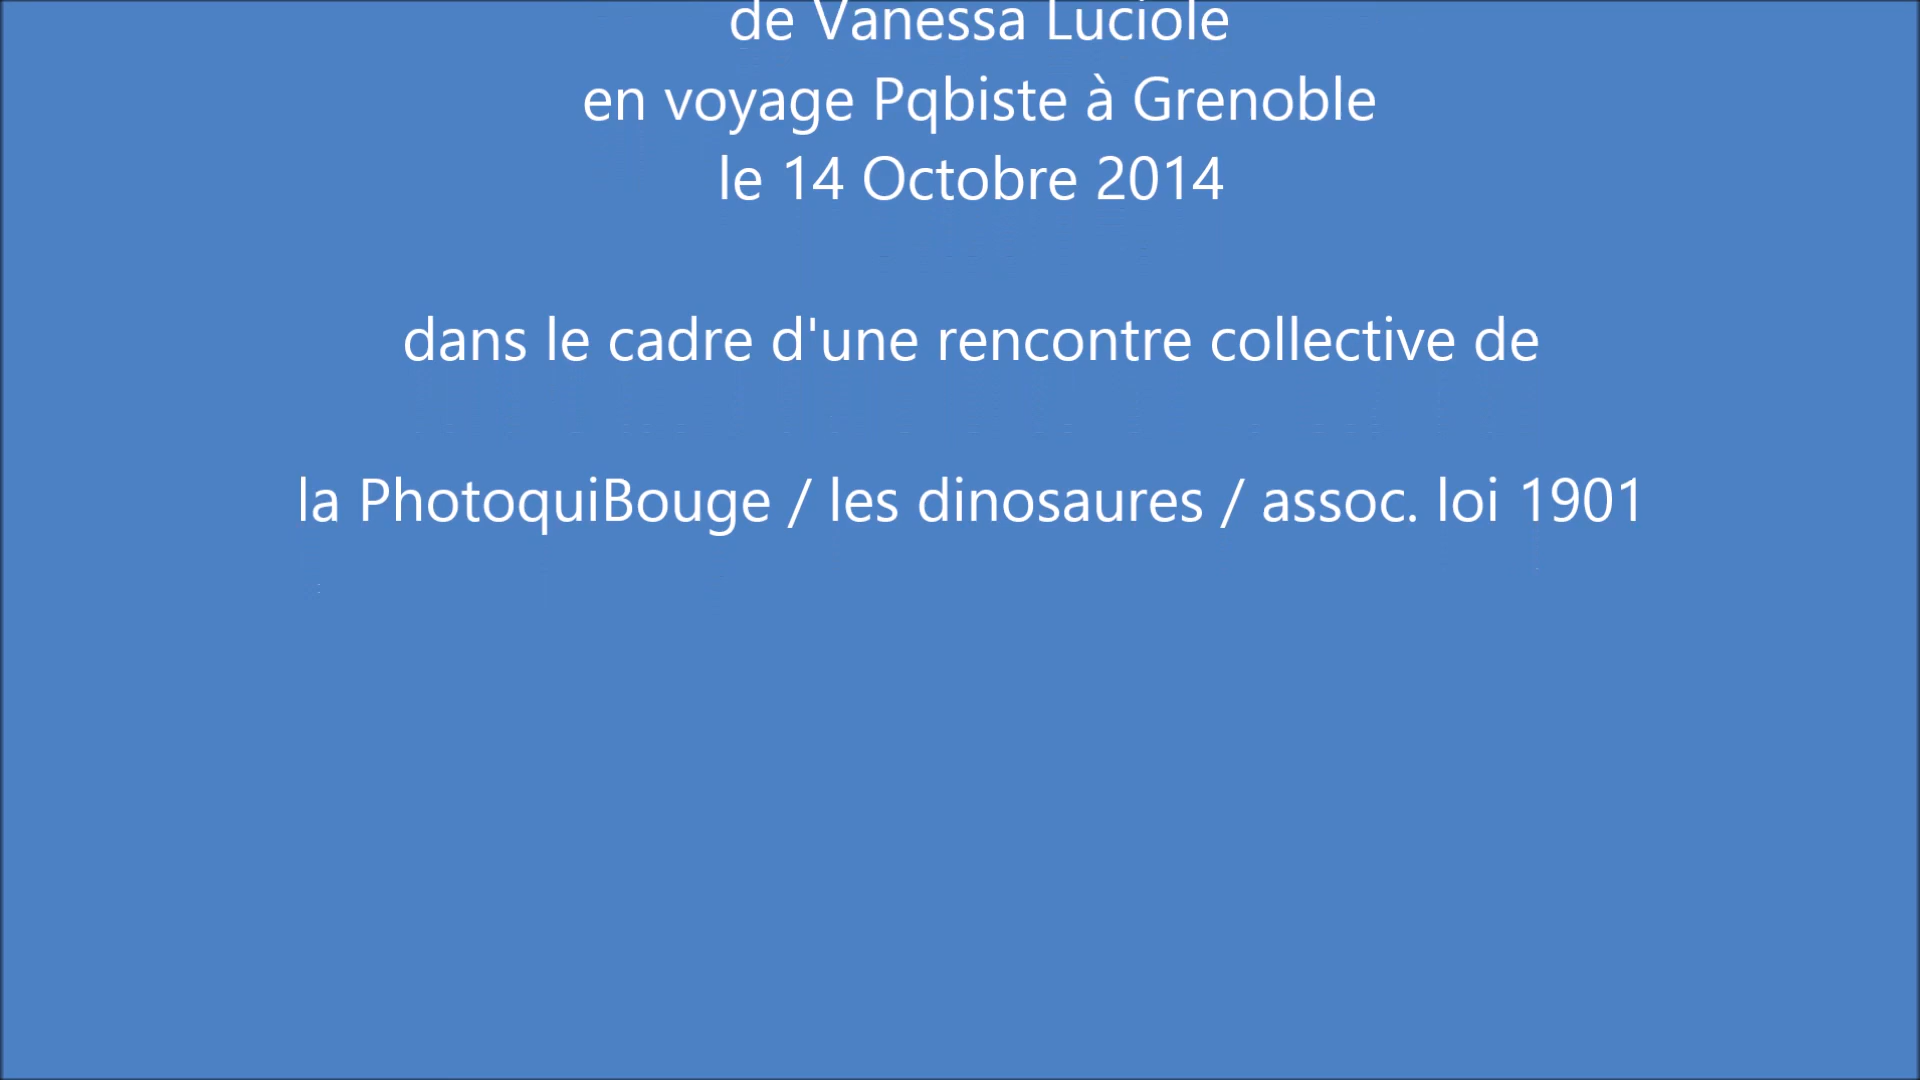 de Vanessa Luciole
en voyage Pqbiste à Grenoble
le 14 Octobre 2014
dans le cadre d'une rencontre collective de
la PhotoquiBouge / les dinosaures / assoc. loi 1901